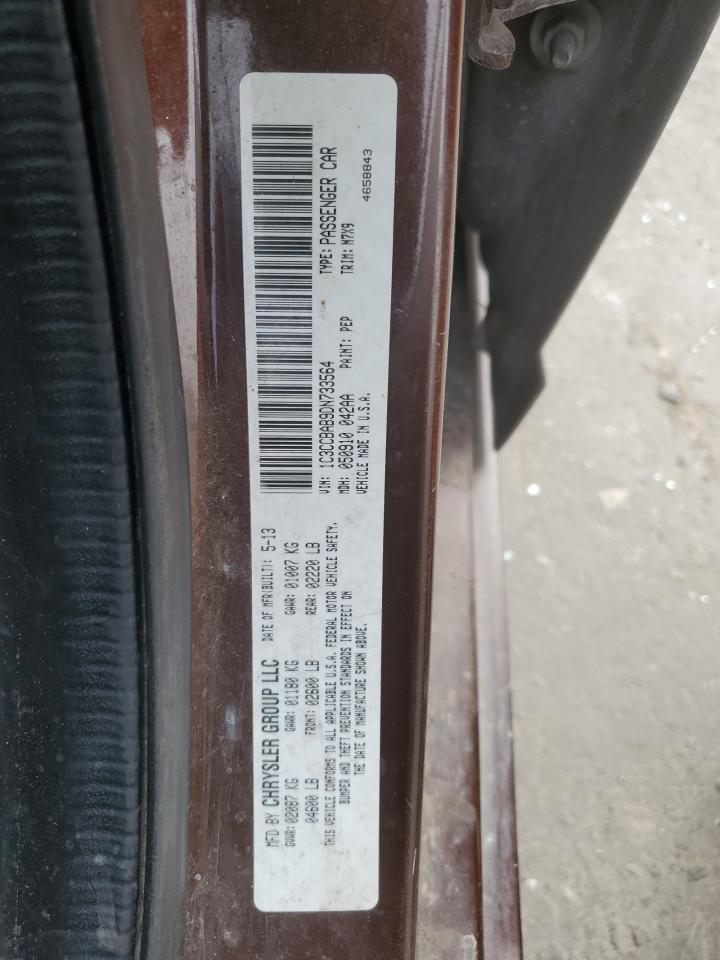 MFD BY CHRYSLER GROUP LLC DATE OF MFR(BUILT): 5-13
GVWR: 02087 KG GAWR: 01180 KG GAWR: 01007 KG
04600 LB FRONT: 02600 LB REAR: 02220 LB
THIS VEHICLE CONFORMS TO ALL APPLICABLE U.S.A. FEDERAL MOTOR VEHICLE SAFETY,
BUMPER AND THEFT PREVENTION STANDARDS IN EFFECT ON
THE DATE OF MANUFACTURE SHOWN ABOVE.
VIN: 1C3CCBAB9DN733564 TYPE: PASSENGER CAR
MDH: 050910 042AA PAINT: PEP TRIM: N7X9
VEHICLE MADE IN U.S.A. 4658843